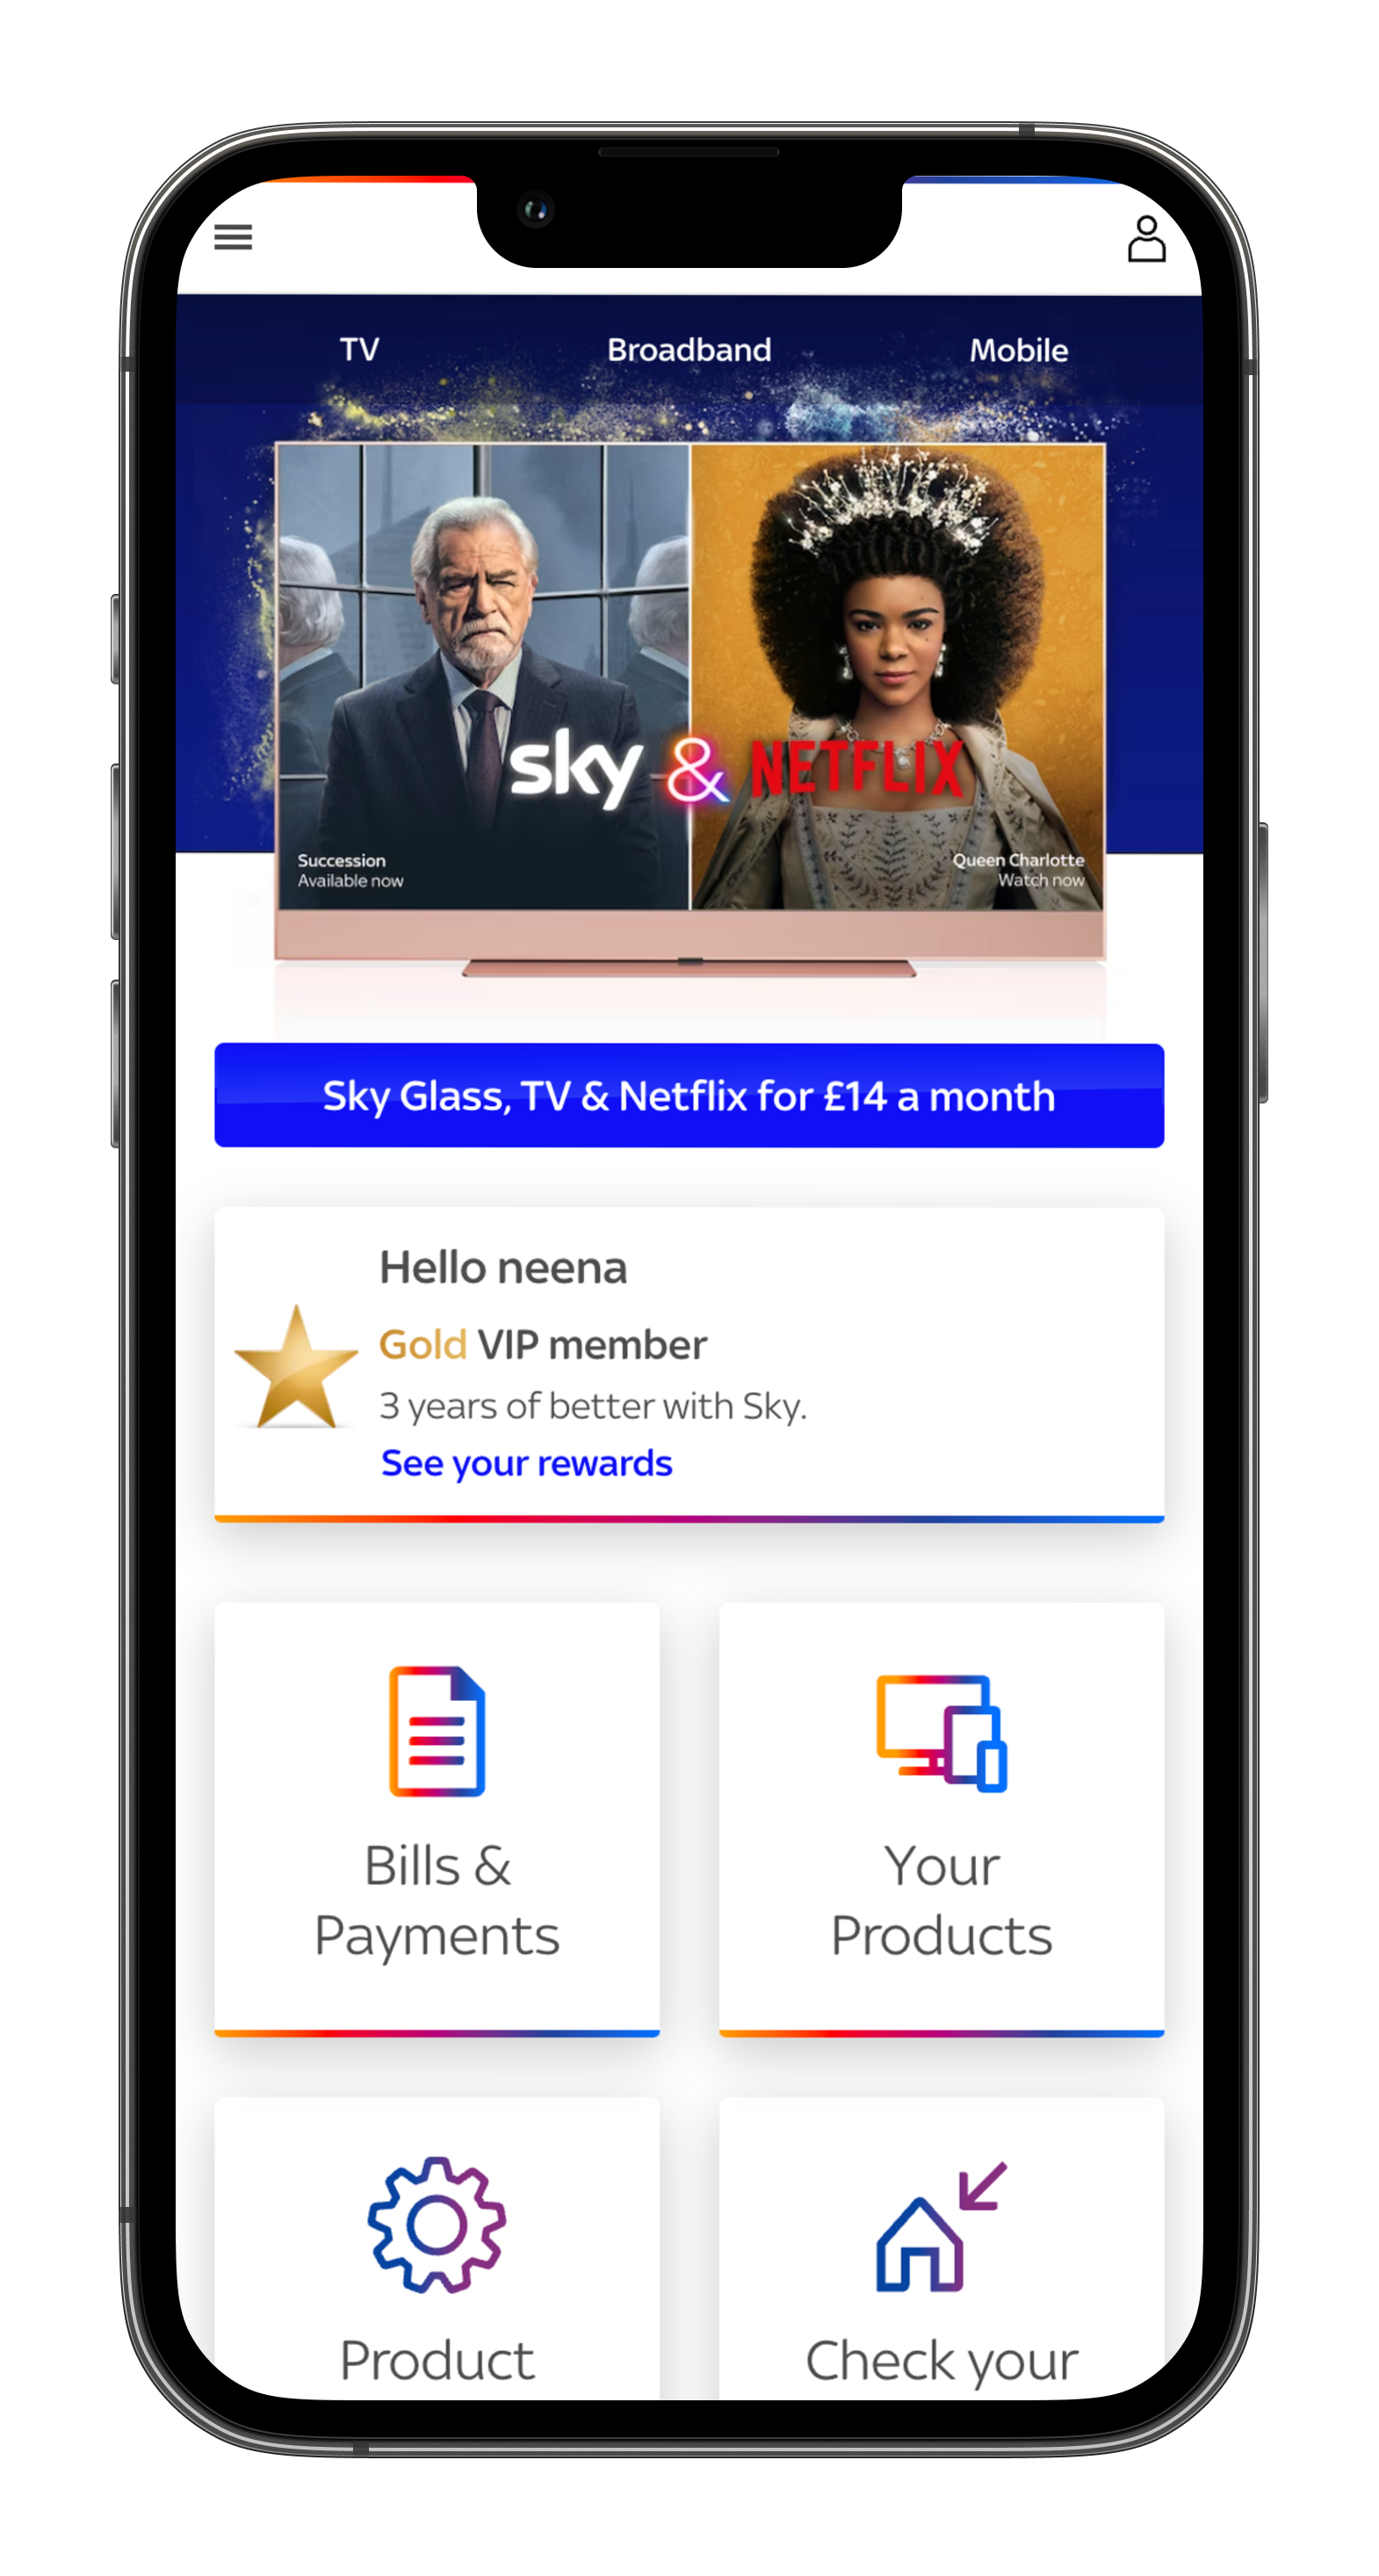 TV
Broadband
Mobile
sky & NETFLIX
Succession
Available now
Queen Charlotte
Watch now
Sky Glass, TV & Netflix for £14 a month
Hello neena
Gold VIP member
3 years of better with Sky.
See your rewards
Bills &
Payments
Your
Products
Product
Check your